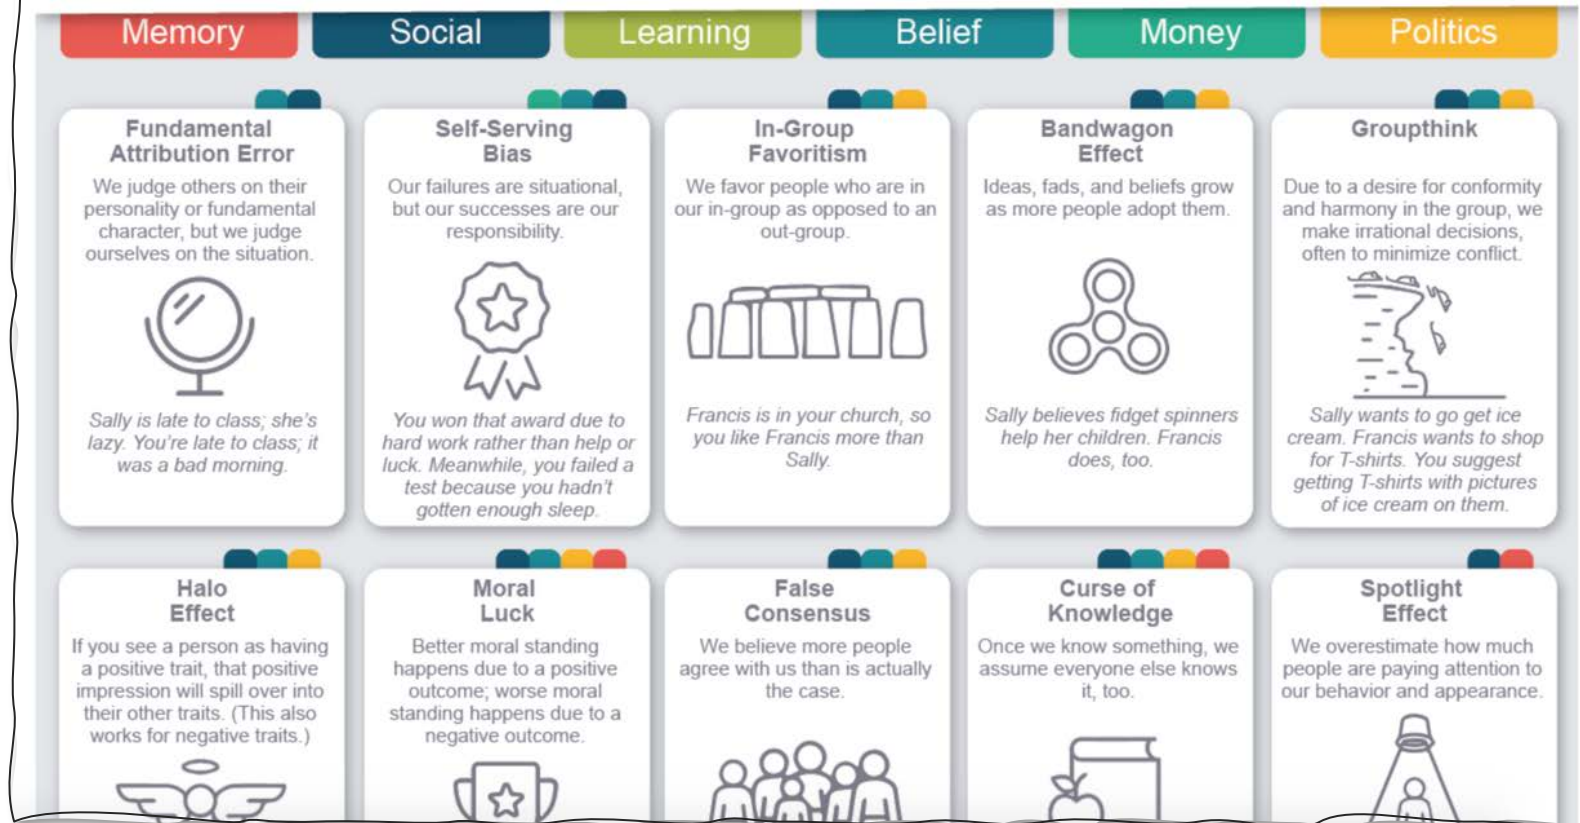 Memory
Social
Learning
Belief
Money
Politics
Fundamental
Attribution Error
We judge others on their
personality or fundamental
character, but we judge
ourselves on the situation.
Sally is late to class; she's
lazy. You're late to class; it
was a bad morning.
Self-Serving
Bias
Our failures are situational,
but our successes are our
responsibility.
You won that award due to
hard work rather than help or
luck. Meanwhile, you failed a
test because you hadn't
gotten enough sleep.
In-Group
Favoritism
We favor people who are in
our in-group as opposed to an
out-group.
Francis is in your church, so
you like Francis more than
Sally.
Bandwagon
Effect
Ideas, fads, and beliefs grow
as more people adopt them.
Sally believes fidget spinners
help her children. Francis
does, too.
Groupthink
Due to a desire for conformity
and harmony in the group, we
make irrational decisions,
often to minimize conflict.
Sally wants to go get ice
cream. Francis wants to shop
for T-shirts. You suggest
getting T-shirts with pictures
of ice cream on them.
Halo
Effect
If you see a person as having
a positive trait, that positive
impression will spill over into
their other traits. (This also
works for negative traits.)
Moral
Luck
Better moral standing
happens due to a positive
outcome; worse moral
standing happens due to a
negative outcome.
False
Consensus
We believe more people
agree with us than is actually
the case.
Curse of
Knowledge
Once we know something, we
assume everyone else knows
it, too.
Spotlight
Effect
We overestimate how much
people are paying attention to
our behavior and appearance.